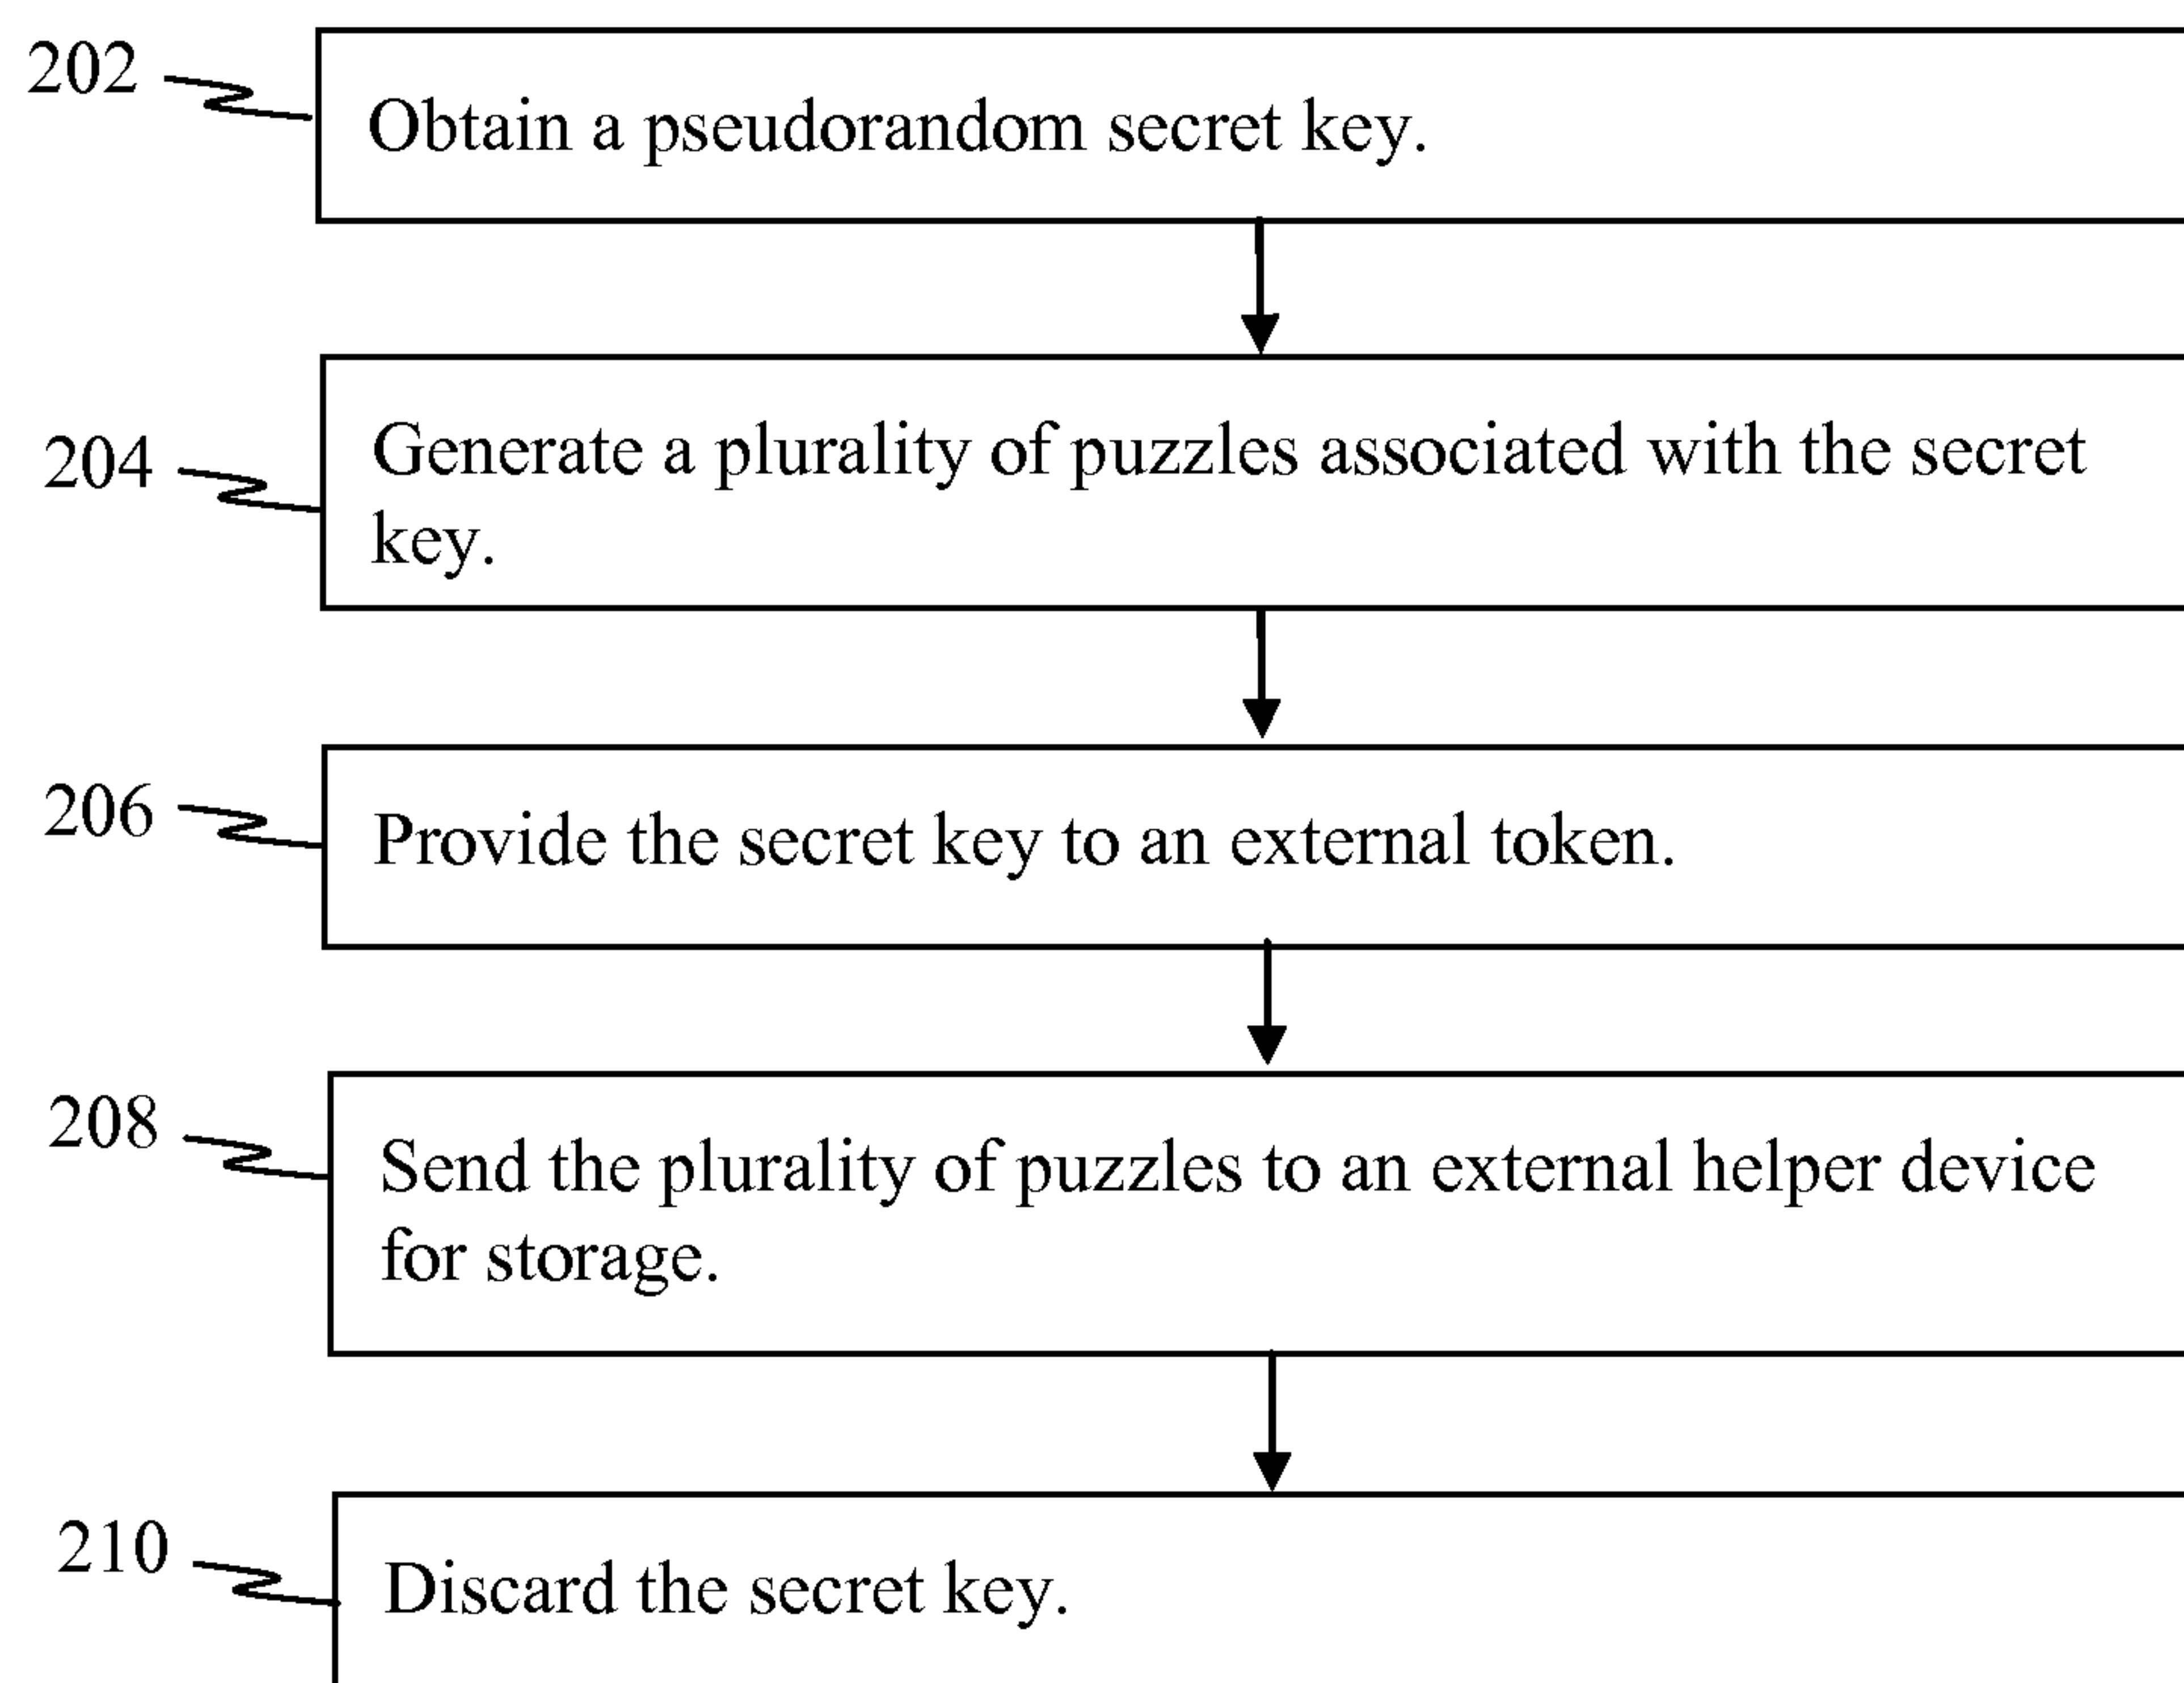 202
Obtain a pseudorandom secret key.
204
Generate a plurality of puzzles associated with the secret
key.
206
Provide the secret key to an external token.
208
Send the plurality of puzzles to an external helper device
for storage.
210
Discard the secret key.